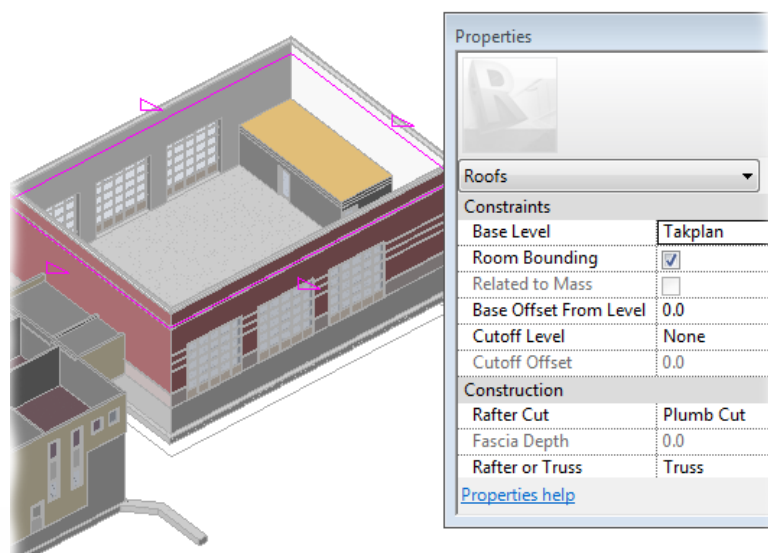 Properties
R
Roofs
Constraints
Base Level Takplan
Room Bounding
Related to Mass
Base Offset From Level 0.0
Cutoff Level None
Cutoff Offset 0.0
Construction
Rafter Cut Plumb Cut
Fascia Depth 0.0
Rafter or Truss Truss
Properties help